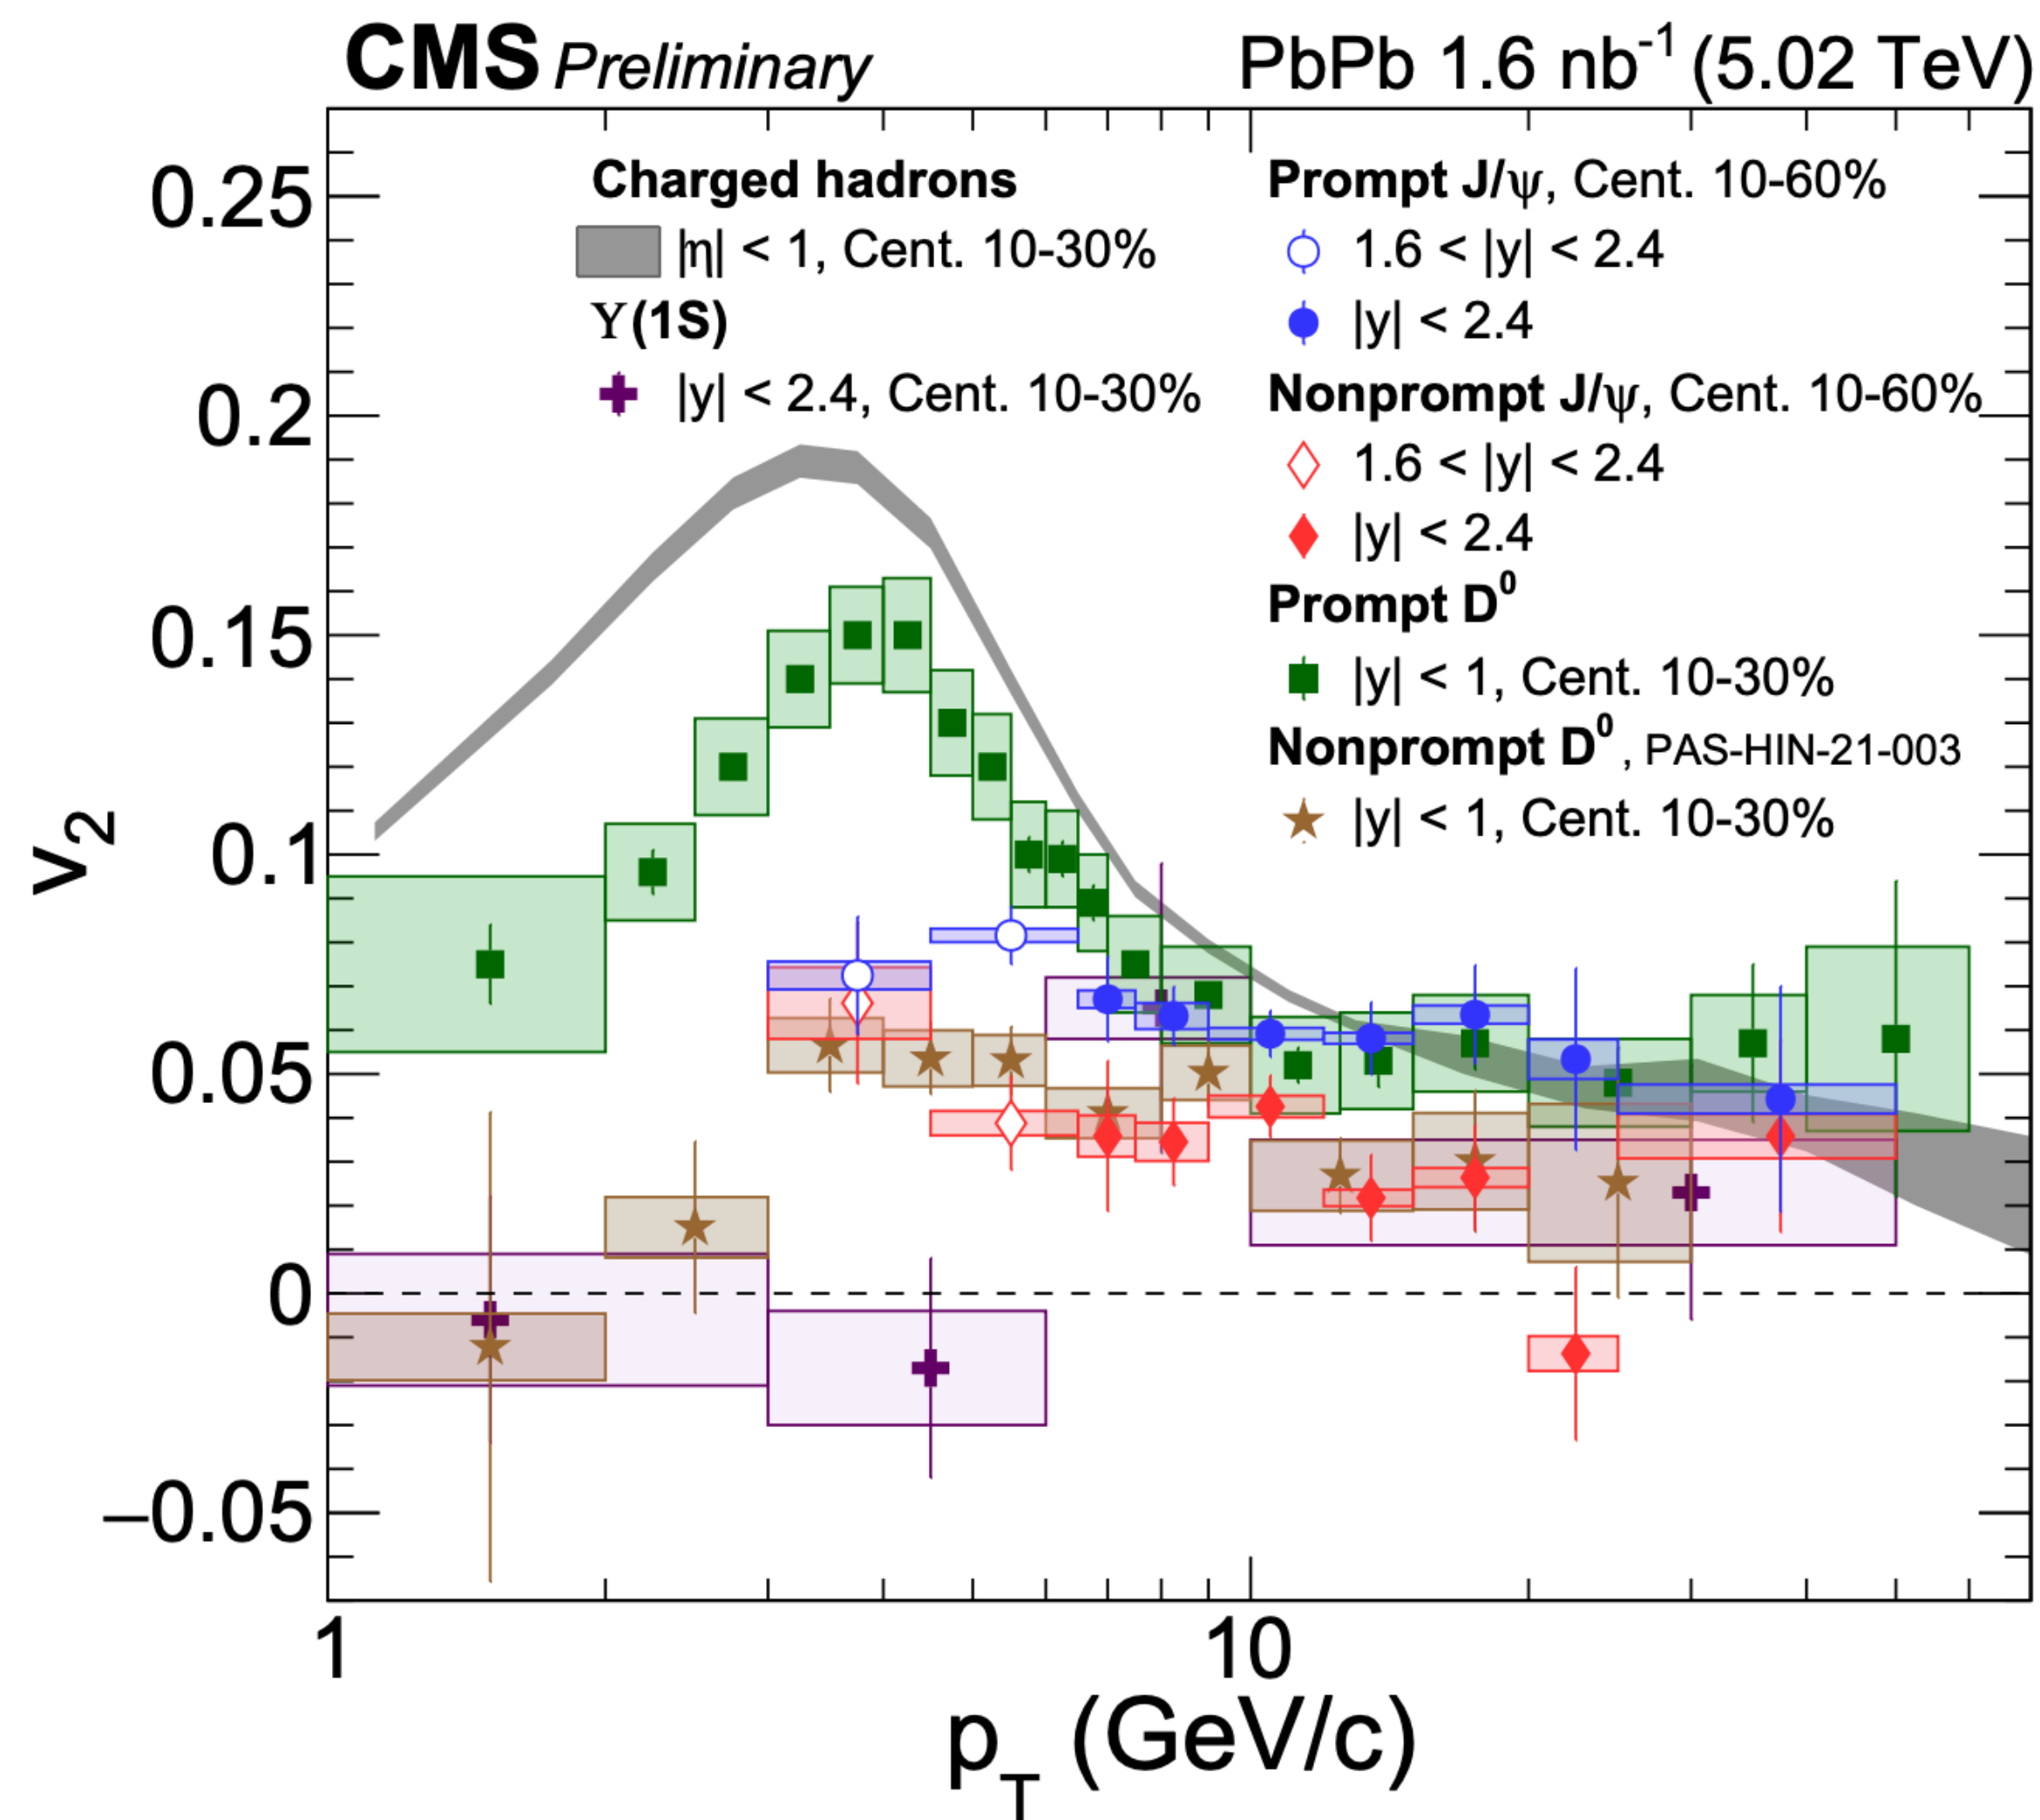 CMS Preliminary PbPb 1.6 nb⁻¹ (5.02 TeV)
Charged hadrons
|η| < 1, Cent. 10-30%
Υ(1S)
|y| < 2.4, Cent. 10-30%
Prompt J/ψ, Cent. 10-60%
1.6 < |y| < 2.4
|y| < 2.4
Nonprompt J/ψ, Cent. 10-60%
1.6 < |y| < 2.4
|y| < 2.4
Prompt D⁰
|y| < 1, Cent. 10-30%
Nonprompt D⁰, PAS-HIN-21-003
|y| < 1, Cent. 10-30%
0.25
0.2
0.15
0.1
0.05
0
−0.05
v₂
1 10
p_T (GeV/c)